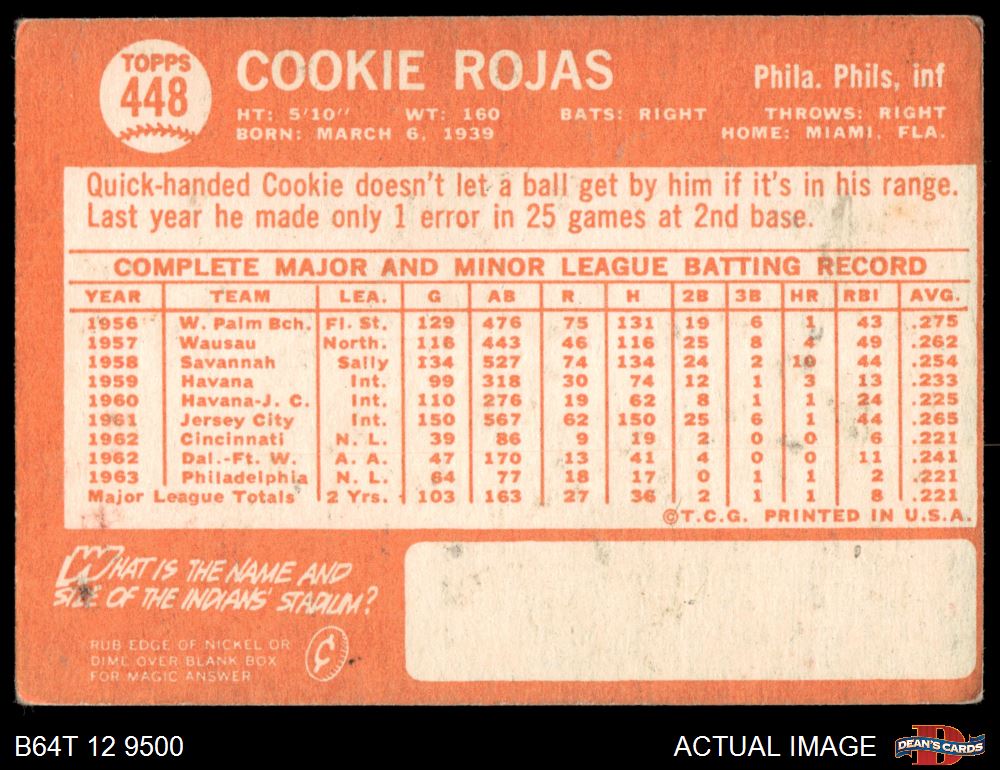 TOPPS
448
COOKIE ROJAS
Phila. Phils, inf
HT: 5'10" WT: 160 BATS: RIGHT THROWS: RIGHT
BORN: MARCH 6, 1939 HOME: MIAMI, FLA.
Quick-handed Cookie doesn't let a ball get by him if it's in his range.
Last year he made only 1 error in 25 games at 2nd base.
COMPLETE MAJOR AND MINOR LEAGUE BATTING RECORD
YEAR TEAM LEA. G AB R H 2B 3B HR RBI AVG.
1956 W. Palm Bch. Fl. St. 129 476 75 131 19 6 1 43 .275
1957 Wausau North. 116 443 46 116 25 8 4 49 .262
1958 Savannah Sally 134 527 74 134 24 2 10 44 .254
1959 Havana Int. 99 318 30 74 12 1 3 13 .233
1960 Havana-J. C. Int. 110 276 19 62 8 1 1 24 .225
1961 Jersey City Int. 150 567 62 150 25 6 1 44 .265
1962 Cincinnati N. L. 39 86 9 19 2 0 0 6 .221
1962 Dal.-Ft. W. A. A. 47 170 13 41 4 0 0 11 .241
1963 Philadelphia N. L. 64 77 18 17 0 1 1 2 .221
Major League Totals 2 Yrs. 103 163 27 36 2 1 1 8 .221
©T.C.G. PRINTED IN U.S.A.
WHAT IS THE NAME AND
SIZE OF THE INDIANS' STADIUM?
RUB EDGE OF NICKEL OR
DIME OVER BLANK BOX
FOR MAGIC ANSWER
¢
B64T 12 9500
ACTUAL IMAGE
D
DEAN'S CARDS